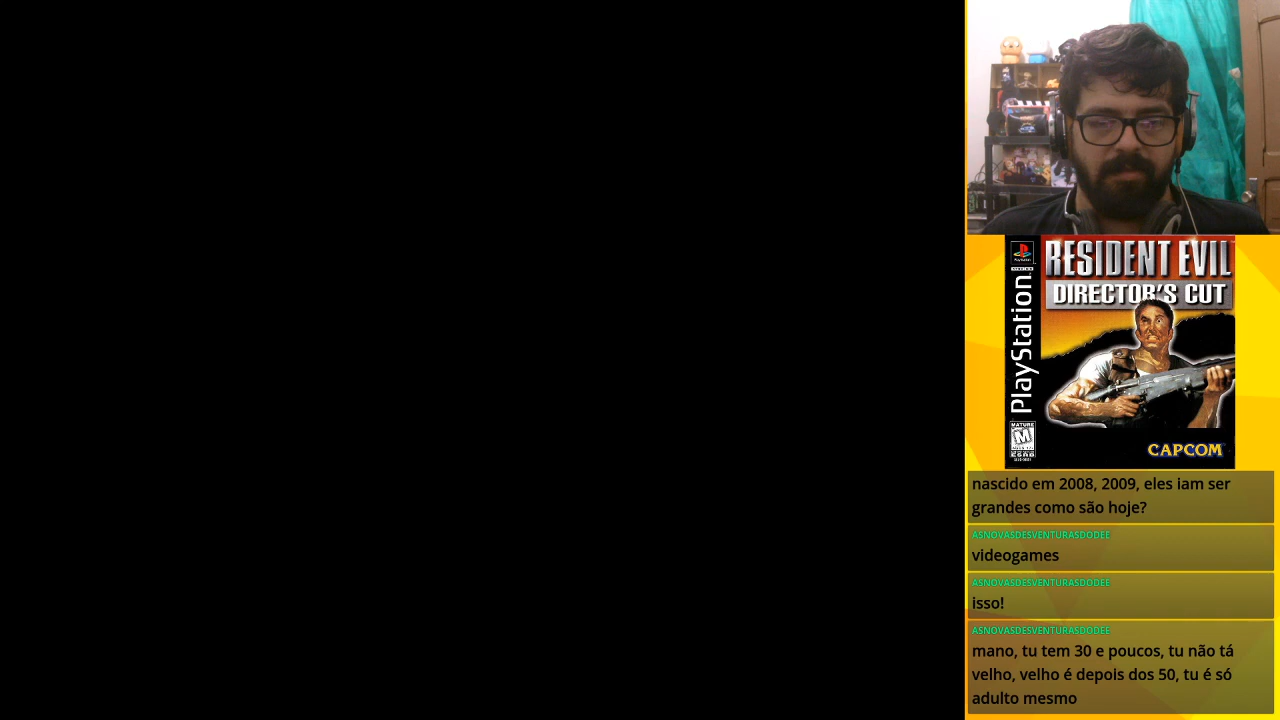 RESIDENT EVIL
DIRECTOR'S CUT
PlayStation
MATURE
M
CAPCOM
nascido em 2008, 2009, eles iam ser
grandes como são hoje?
ASNOVASDESVENTURASDODEE
videogames
ASNOVASDESVENTURASDODEE
isso!
ASNOVASDESVENTURASDODEE
mano, tu tem 30 e poucos, tu não tá
velho, velho é depois dos 50, tu é só
adulto mesmo